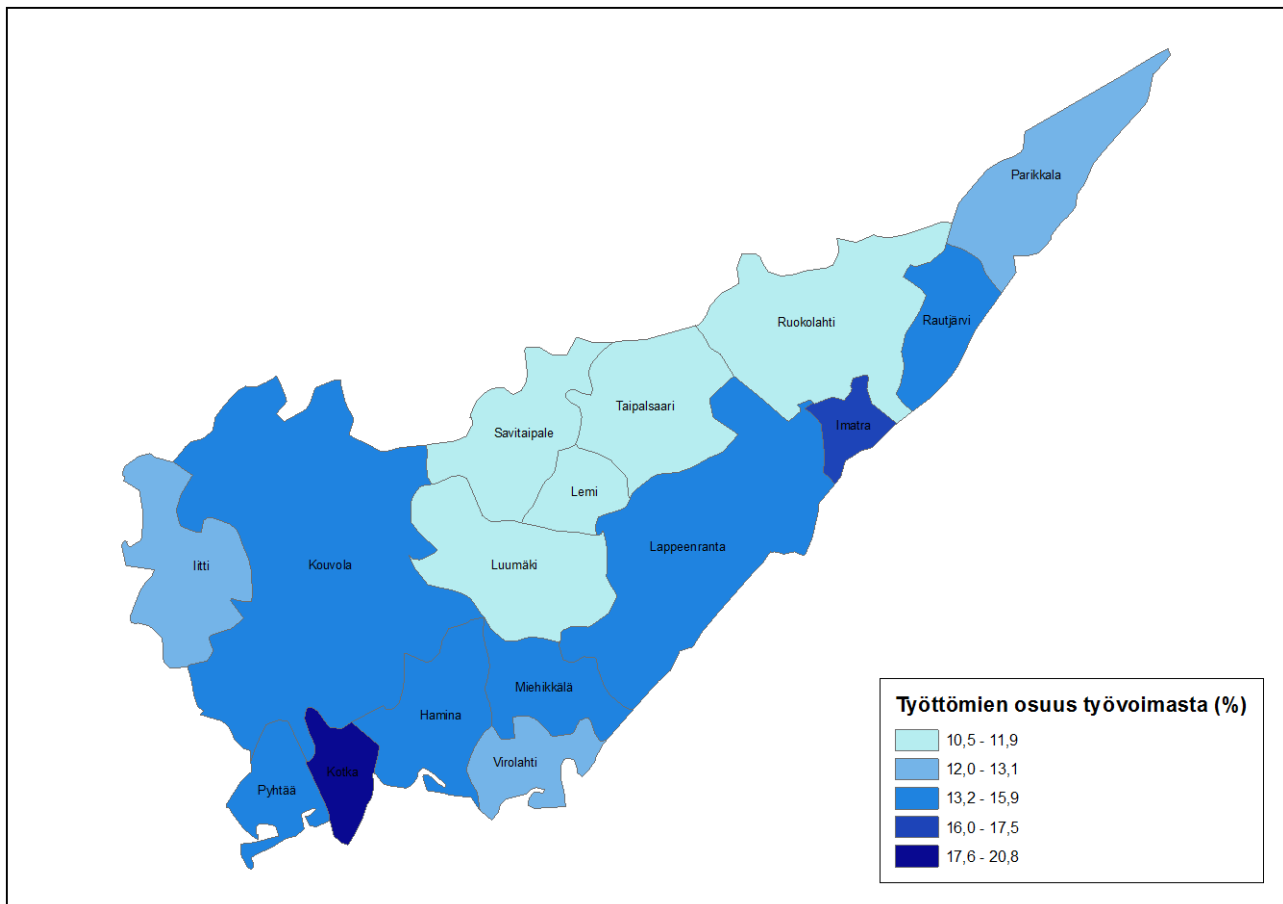 Parikkala
Ruokolahti
Rautjärvi
Taipalsaari
Imatra
Savitaipale
Lemi
Lappeenranta
Iitti
Kouvola
Luumäki
Miehikkälä
Hamina
Virolahti
Kotka
Pyhtää
Työttömien osuus työvoimasta (%)
10,5 - 11,9
12,0 - 13,1
13,2 - 15,9
16,0 - 17,5
17,6 - 20,8